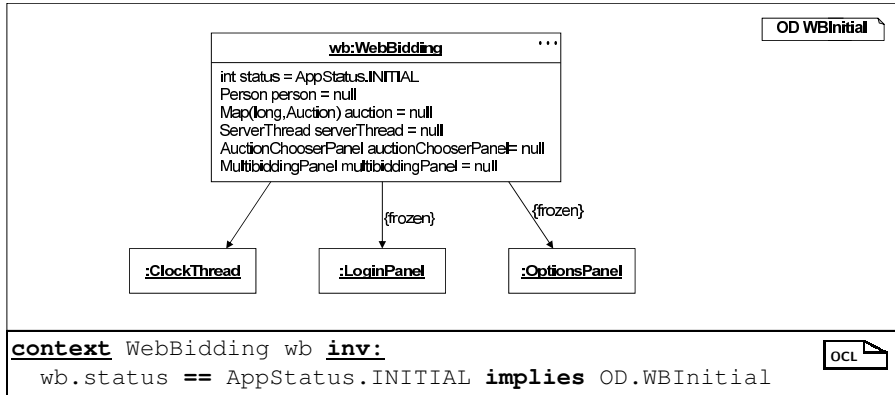 OD WBInitial
wb:WebBidding ...
int status = AppStatus.INITIAL
Person person = null
Map(long,Auction) auction = null
ServerThread serverThread = null
AuctionChooserPanel auctionChooserPanel= null
MultibiddingPanel multibiddingPanel = null
{frozen}
{frozen}
:ClockThread
:LoginPanel
:OptionsPanel
context WebBidding wb inv:
OCL
wb.status == AppStatus.INITIAL implies OD.WBInitial